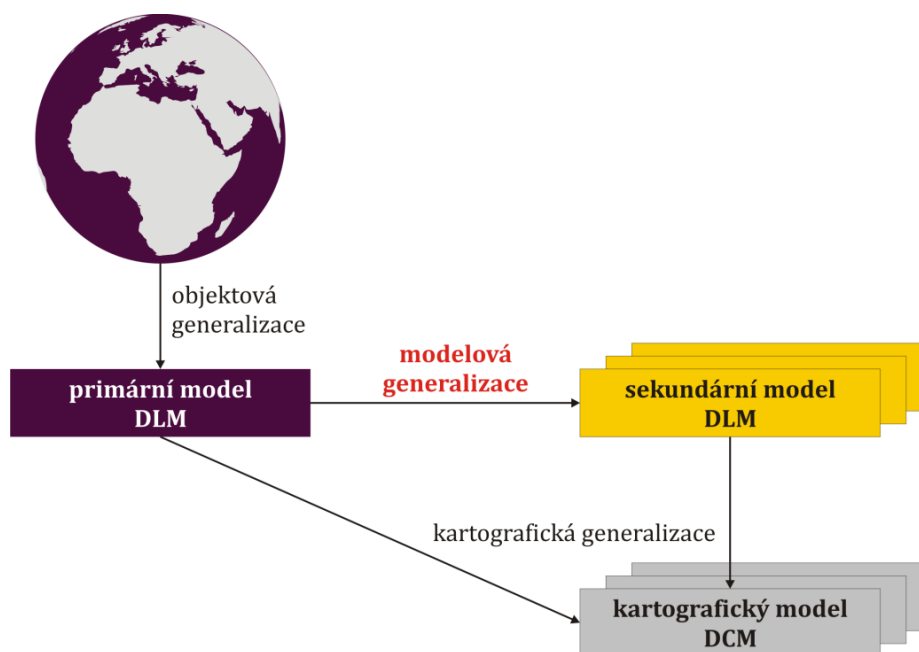 objektová
generalizace
modelová
generalizace
primární model
DLM
sekundární model
DLM
kartografická generalizace
kartografický model
DCM